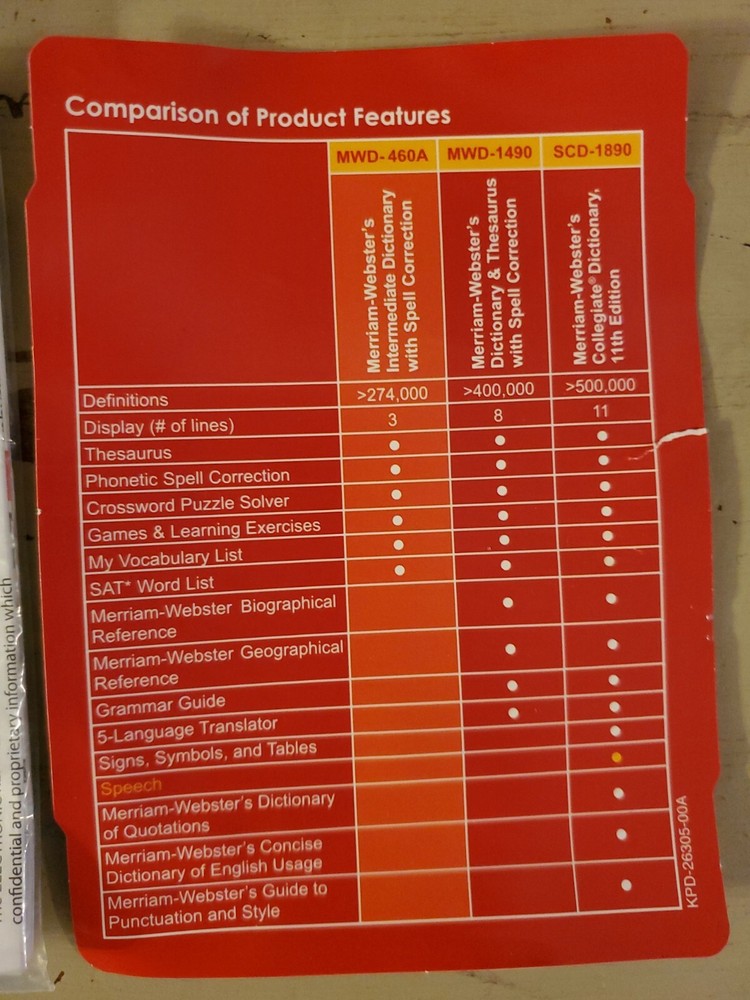 Comparison of Product Features
MWD-460A MWD-1490 SCD-1890
Merriam-Webster's
Intermediate Dictionary
with Spell Correction
Merriam-Webster's
Dictionary & Thesaurus
with Spell Correction
Merriam-Webster's
Collegiate® Dictionary,
11th Edition
Definitions >274,000 >400,000 >500,000
Display (# of lines) 3 8 11
Thesaurus • • •
Phonetic Spell Correction • • •
Crossword Puzzle Solver • • •
Games & Learning Exercises • • •
My Vocabulary List • • •
SAT* Word List • • •
Merriam-Webster Biographical
Reference • •
Merriam-Webster Geographical
Reference • •
Grammar Guide • •
5-Language Translator • •
Signs, Symbols, and Tables •
Speech •
Merriam-Webster's Dictionary
of Quotations •
Merriam-Webster's Concise
Dictionary of English Usage •
Merriam-Webster's Guide to
Punctuation and Style •
KPD-26305-00A
confidential and proprietary information which